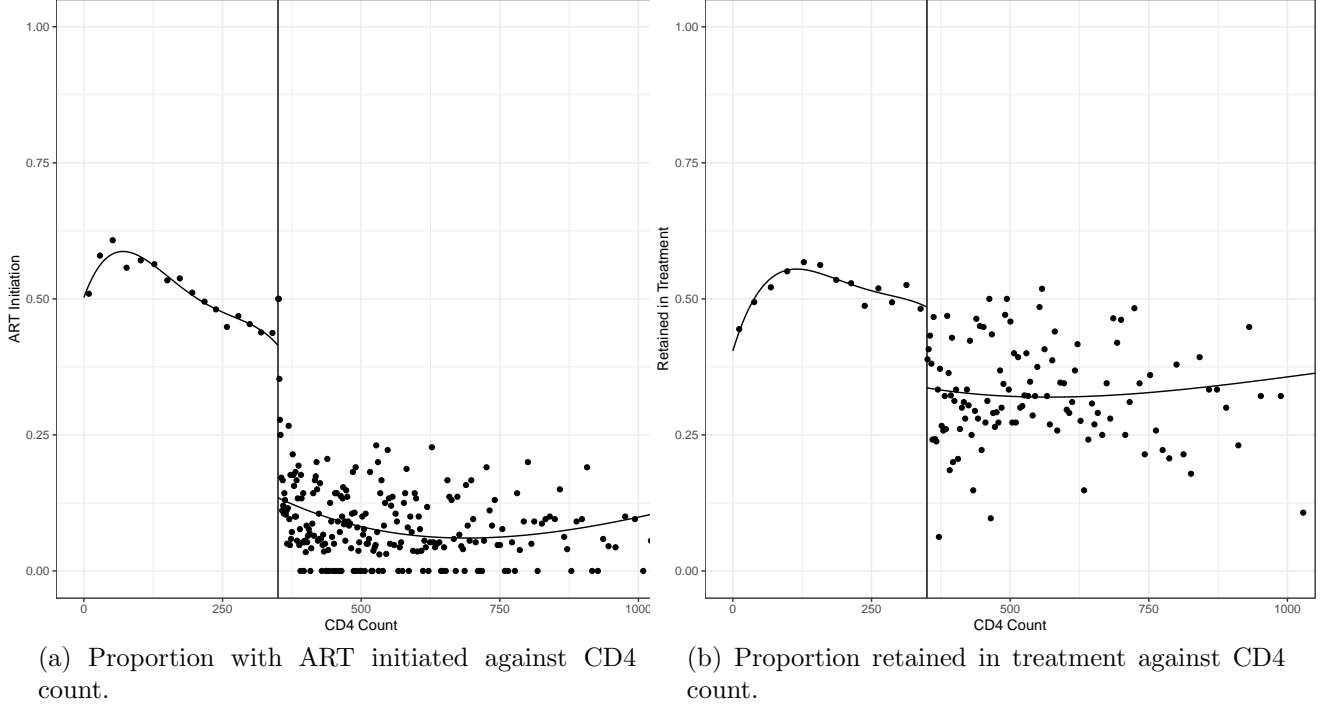 1.00
0.75
0.50
0.25
0.00
ART Initiation
0 250 500 750 1000
CD4 Count
(a) Proportion with ART initiated against CD4
count.
1.00
0.75
0.50
0.25
0.00
Retained in Treatment
0 250 500 750 1000
CD4 Count
(b) Proportion retained in treatment against CD4
count.